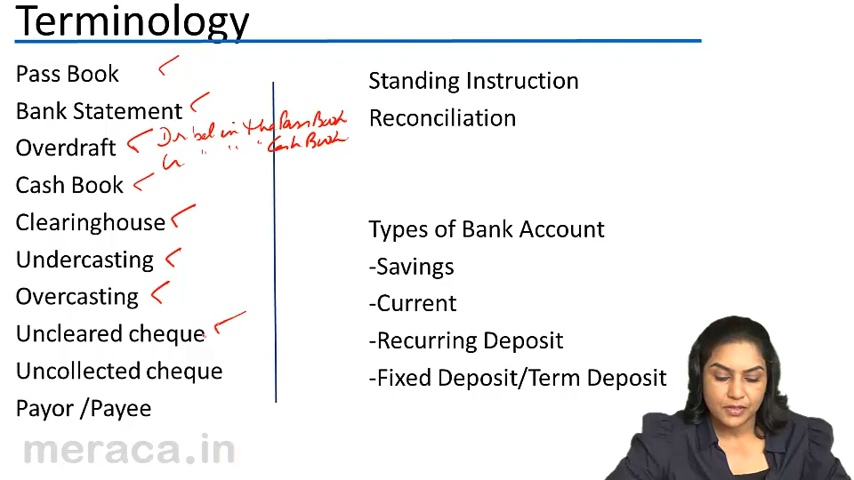 Terminology
Pass Book
Bank Statement
Overdraft
Dr bal in the Pass Book
Cr " " " Cash Book
Cash Book
Clearinghouse
Undercasting
Overcasting
Uncleared cheque
Uncollected cheque
Payor /Payee
Standing Instruction
Reconciliation
Types of Bank Account
-Savings
-Current
-Recurring Deposit
-Fixed Deposit/Term Deposit
meraca.in